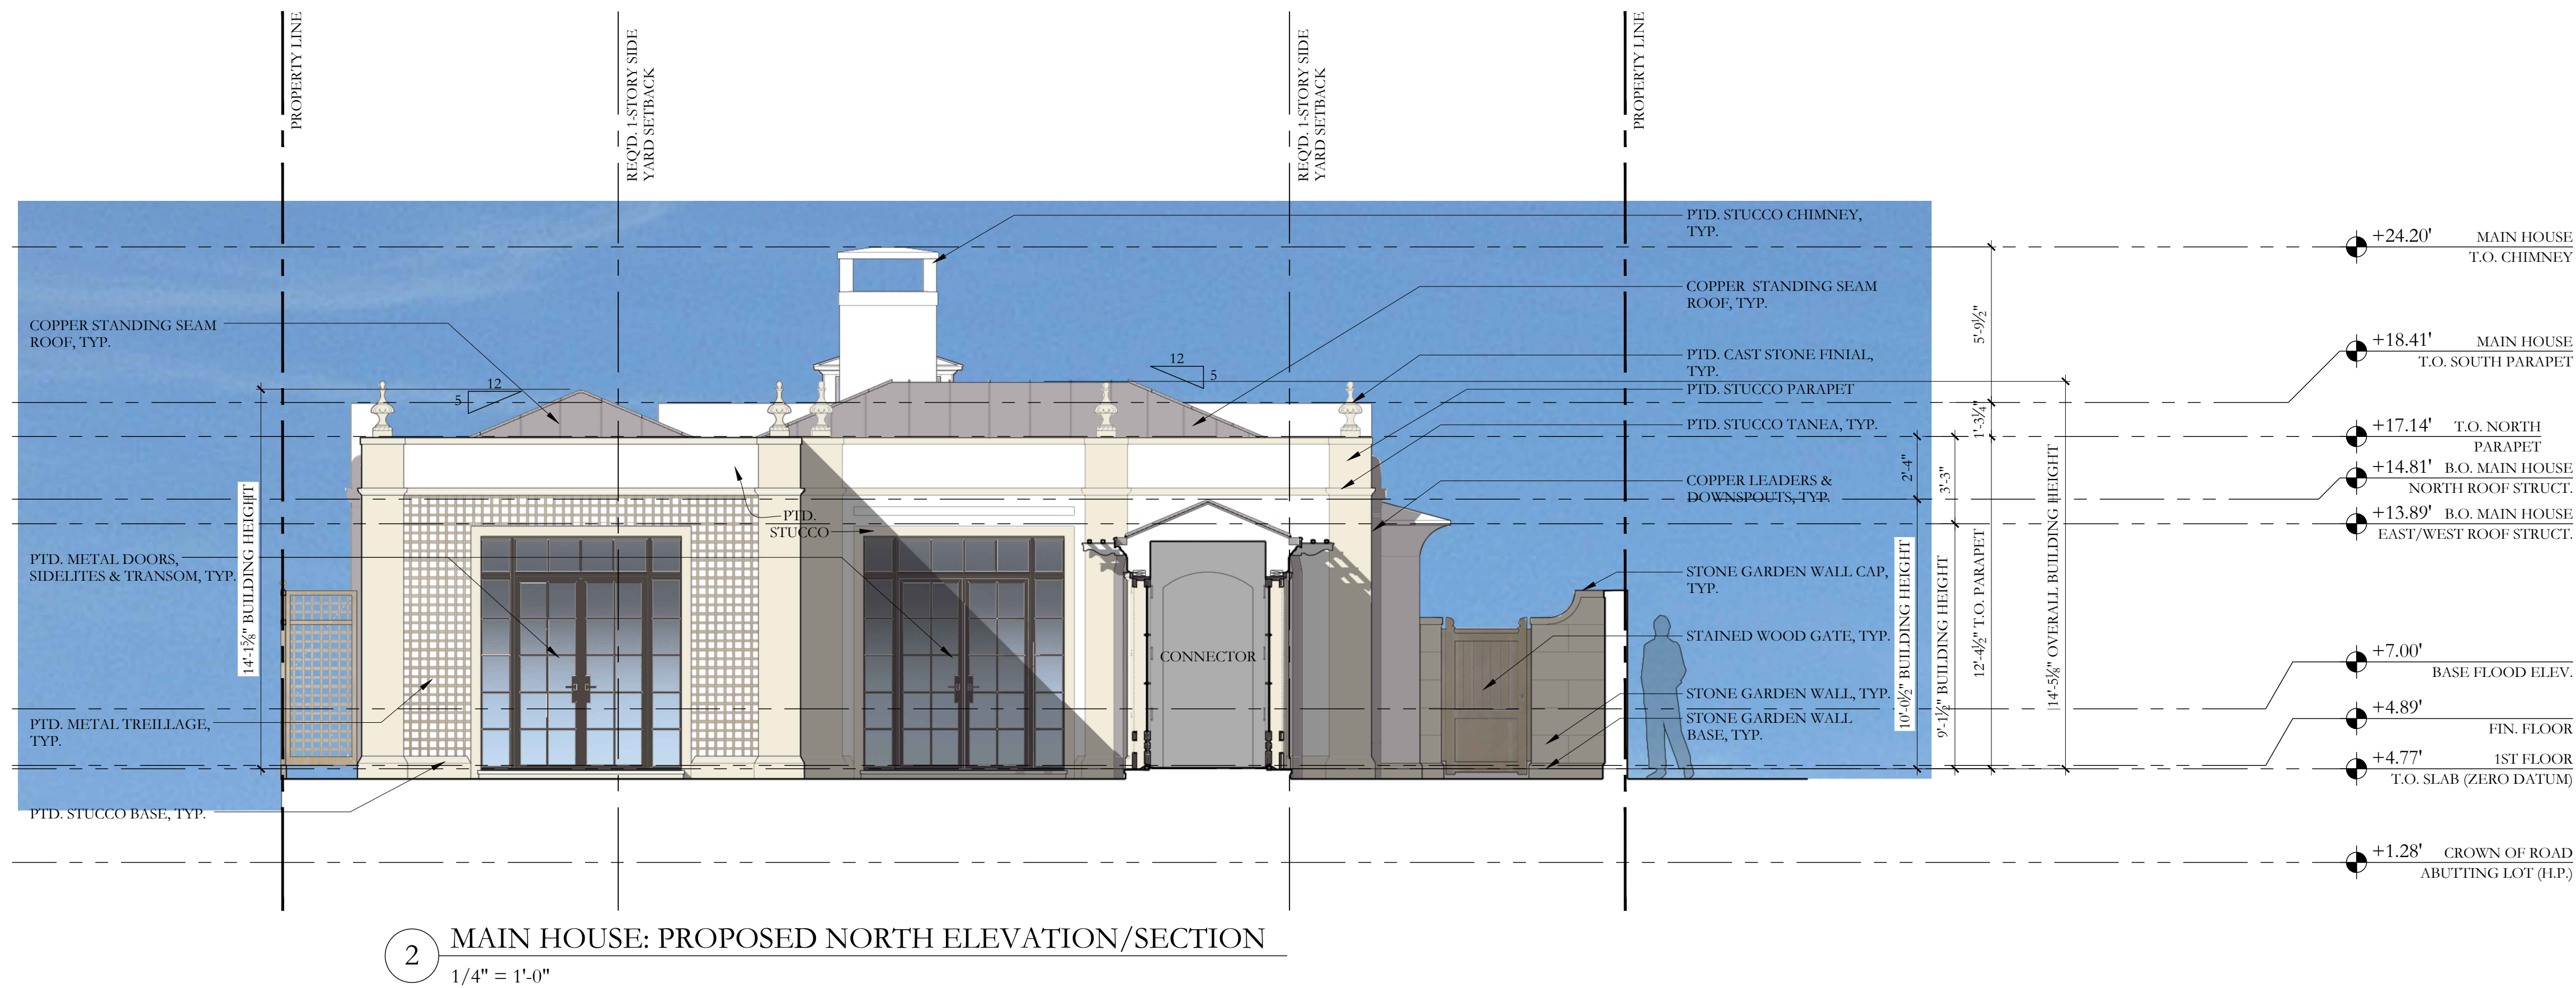 PROPERTY LINE
REQ'D. 1-STORY SIDE
YARD SETBACK
REQ'D. 1-STORY SIDE
YARD SETBACK
PROPERTY LINE
COPPER STANDING SEAM
ROOF, TYP.
14'-1⅝" BUILDING HEIGHT
PTD. METAL DOORS,
SIDELITES & TRANSOM, TYP.
PTD. METAL TREILLAGE,
TYP.
PTD. STUCCO BASE, TYP.
12
5
12
5
PTD.
STUCCO
CONNECTOR
PTD. STUCCO CHIMNEY,
TYP.
COPPER STANDING SEAM
ROOF, TYP.
PTD. CAST STONE FINIAL,
TYP.
PTD. STUCCO PARAPET
PTD. STUCCO TANEA, TYP.
COPPER LEADERS &
DOWNSPOUTS, TYP.
STONE GARDEN WALL CAP,
TYP.
STAINED WOOD GATE, TYP.
STONE GARDEN WALL, TYP.
STONE GARDEN WALL
BASE, TYP.
2'-4"
10'-0½" BUILDING HEIGHT
3'-3"
9'-1½" BUILDING HEIGHT
5'-9½"
1'-3¼"
12'-4½" T.O. PARAPET
14'-5⅛" OVERALL BUILDING HEIGHT
+24.20' MAIN HOUSE
T.O. CHIMNEY
+18.41' MAIN HOUSE
T.O. SOUTH PARAPET
+17.14' T.O. NORTH
PARAPET
+14.81' B.O. MAIN HOUSE
NORTH ROOF STRUCT.
+13.89' B.O. MAIN HOUSE
EAST/WEST ROOF STRUCT.
+7.00'
BASE FLOOD ELEV.
+4.89'
FIN. FLOOR
+4.77' 1ST FLOOR
T.O. SLAB (ZERO DATUM)
+1.28' CROWN OF ROAD
ABUTTING LOT (H.P.)
2 MAIN HOUSE: PROPOSED NORTH ELEVATION/SECTION
1/4" = 1'-0"